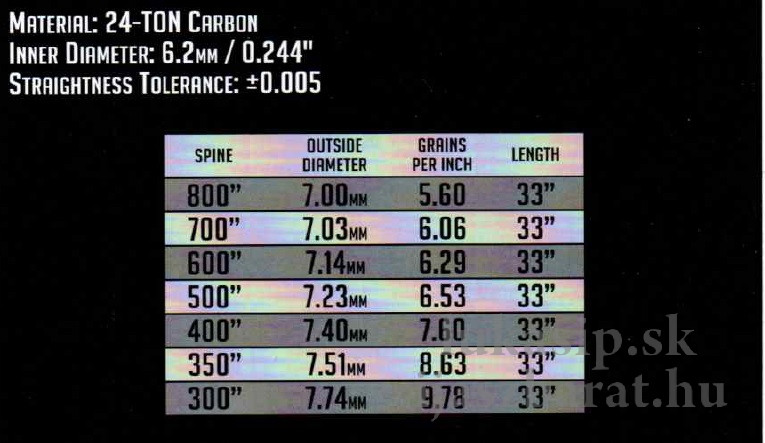 Material: 24-Ton Carbon
Inner Diameter: 6.2mm / 0.244"
Straightness Tolerance: ±0.005
SPINE OUTSIDE DIAMETER GRAINS PER INCH LENGTH
800” 7.00mm 5.60 33”
700” 7.03mm 6.06 33”
600” 7.14mm 6.29 33”
500” 7.23mm 6.53 33”
400” 7.40mm 7.60 33”
350” 7.51mm 8.63 33”
300” 7.74mm 9.78 33”